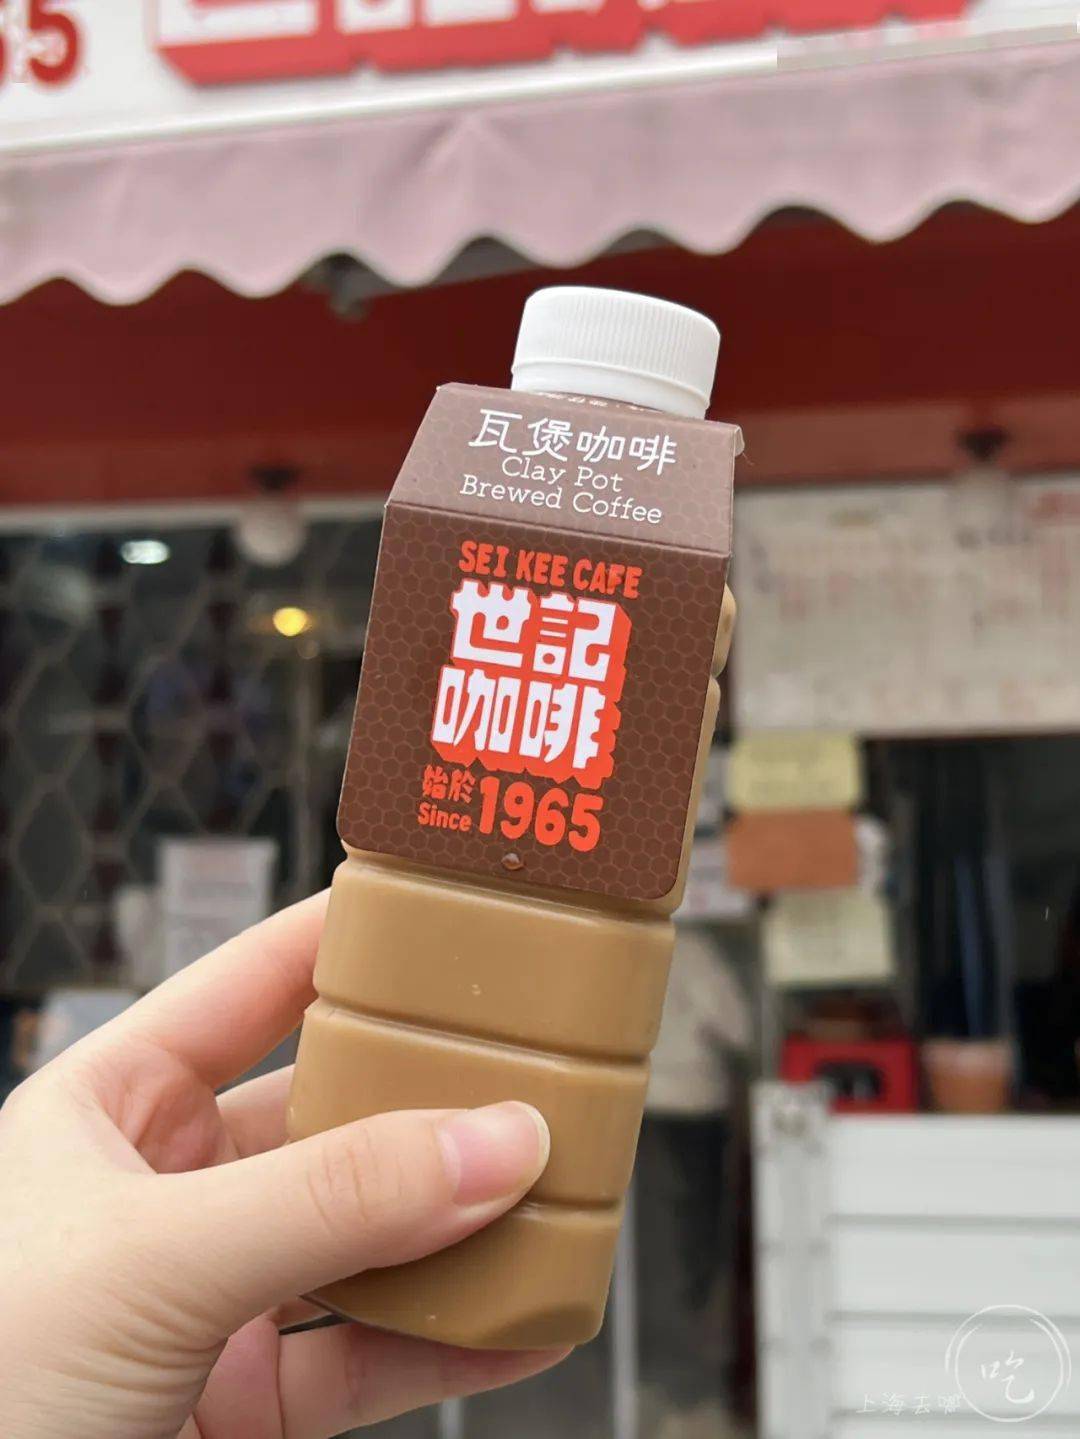 瓦煲咖啡
Clay Pot
Brewed Coffee
SEI KEE CAFE
世記
咖啡
始於
Since 1965
吃
上海去哪